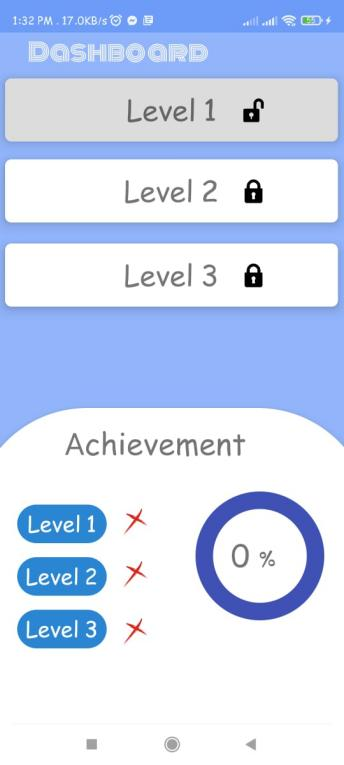 1:32 PM . 17.0KB/s
Dashboard
Level 1
Level 2
Level 3
Achievement
Level 1
Level 2
Level 3
0 %